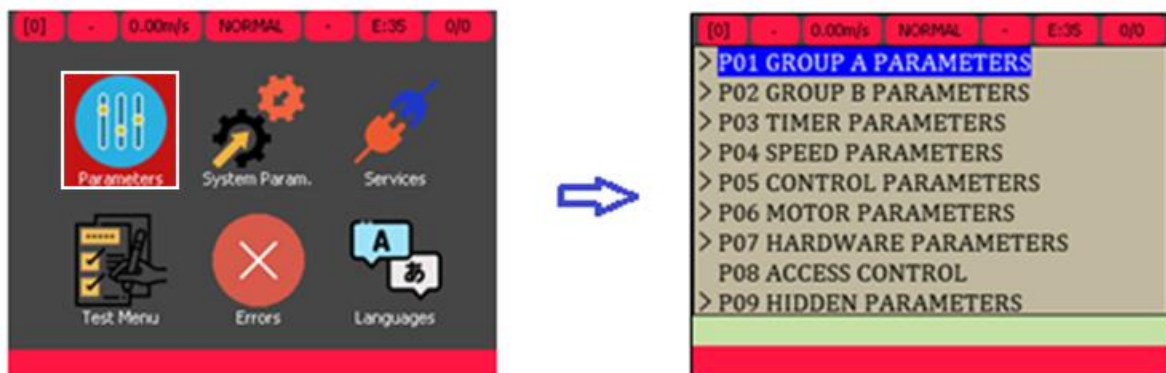 [0] - 0.00m/s NORMAL - E:35 0/0
Parameters System Param. Services
A あ
Test Menu Errors Languages
[0] - 0.00m/s NORMAL - E:35 0/0
> P01 GROUP A PARAMETERS
> P02 GROUP B PARAMETERS
> P03 TIMER PARAMETERS
> P04 SPEED PARAMETERS
> P05 CONTROL PARAMETERS
> P06 MOTOR PARAMETERS
> P07 HARDWARE PARAMETERS
P08 ACCESS CONTROL
> P09 HIDDEN PARAMETERS